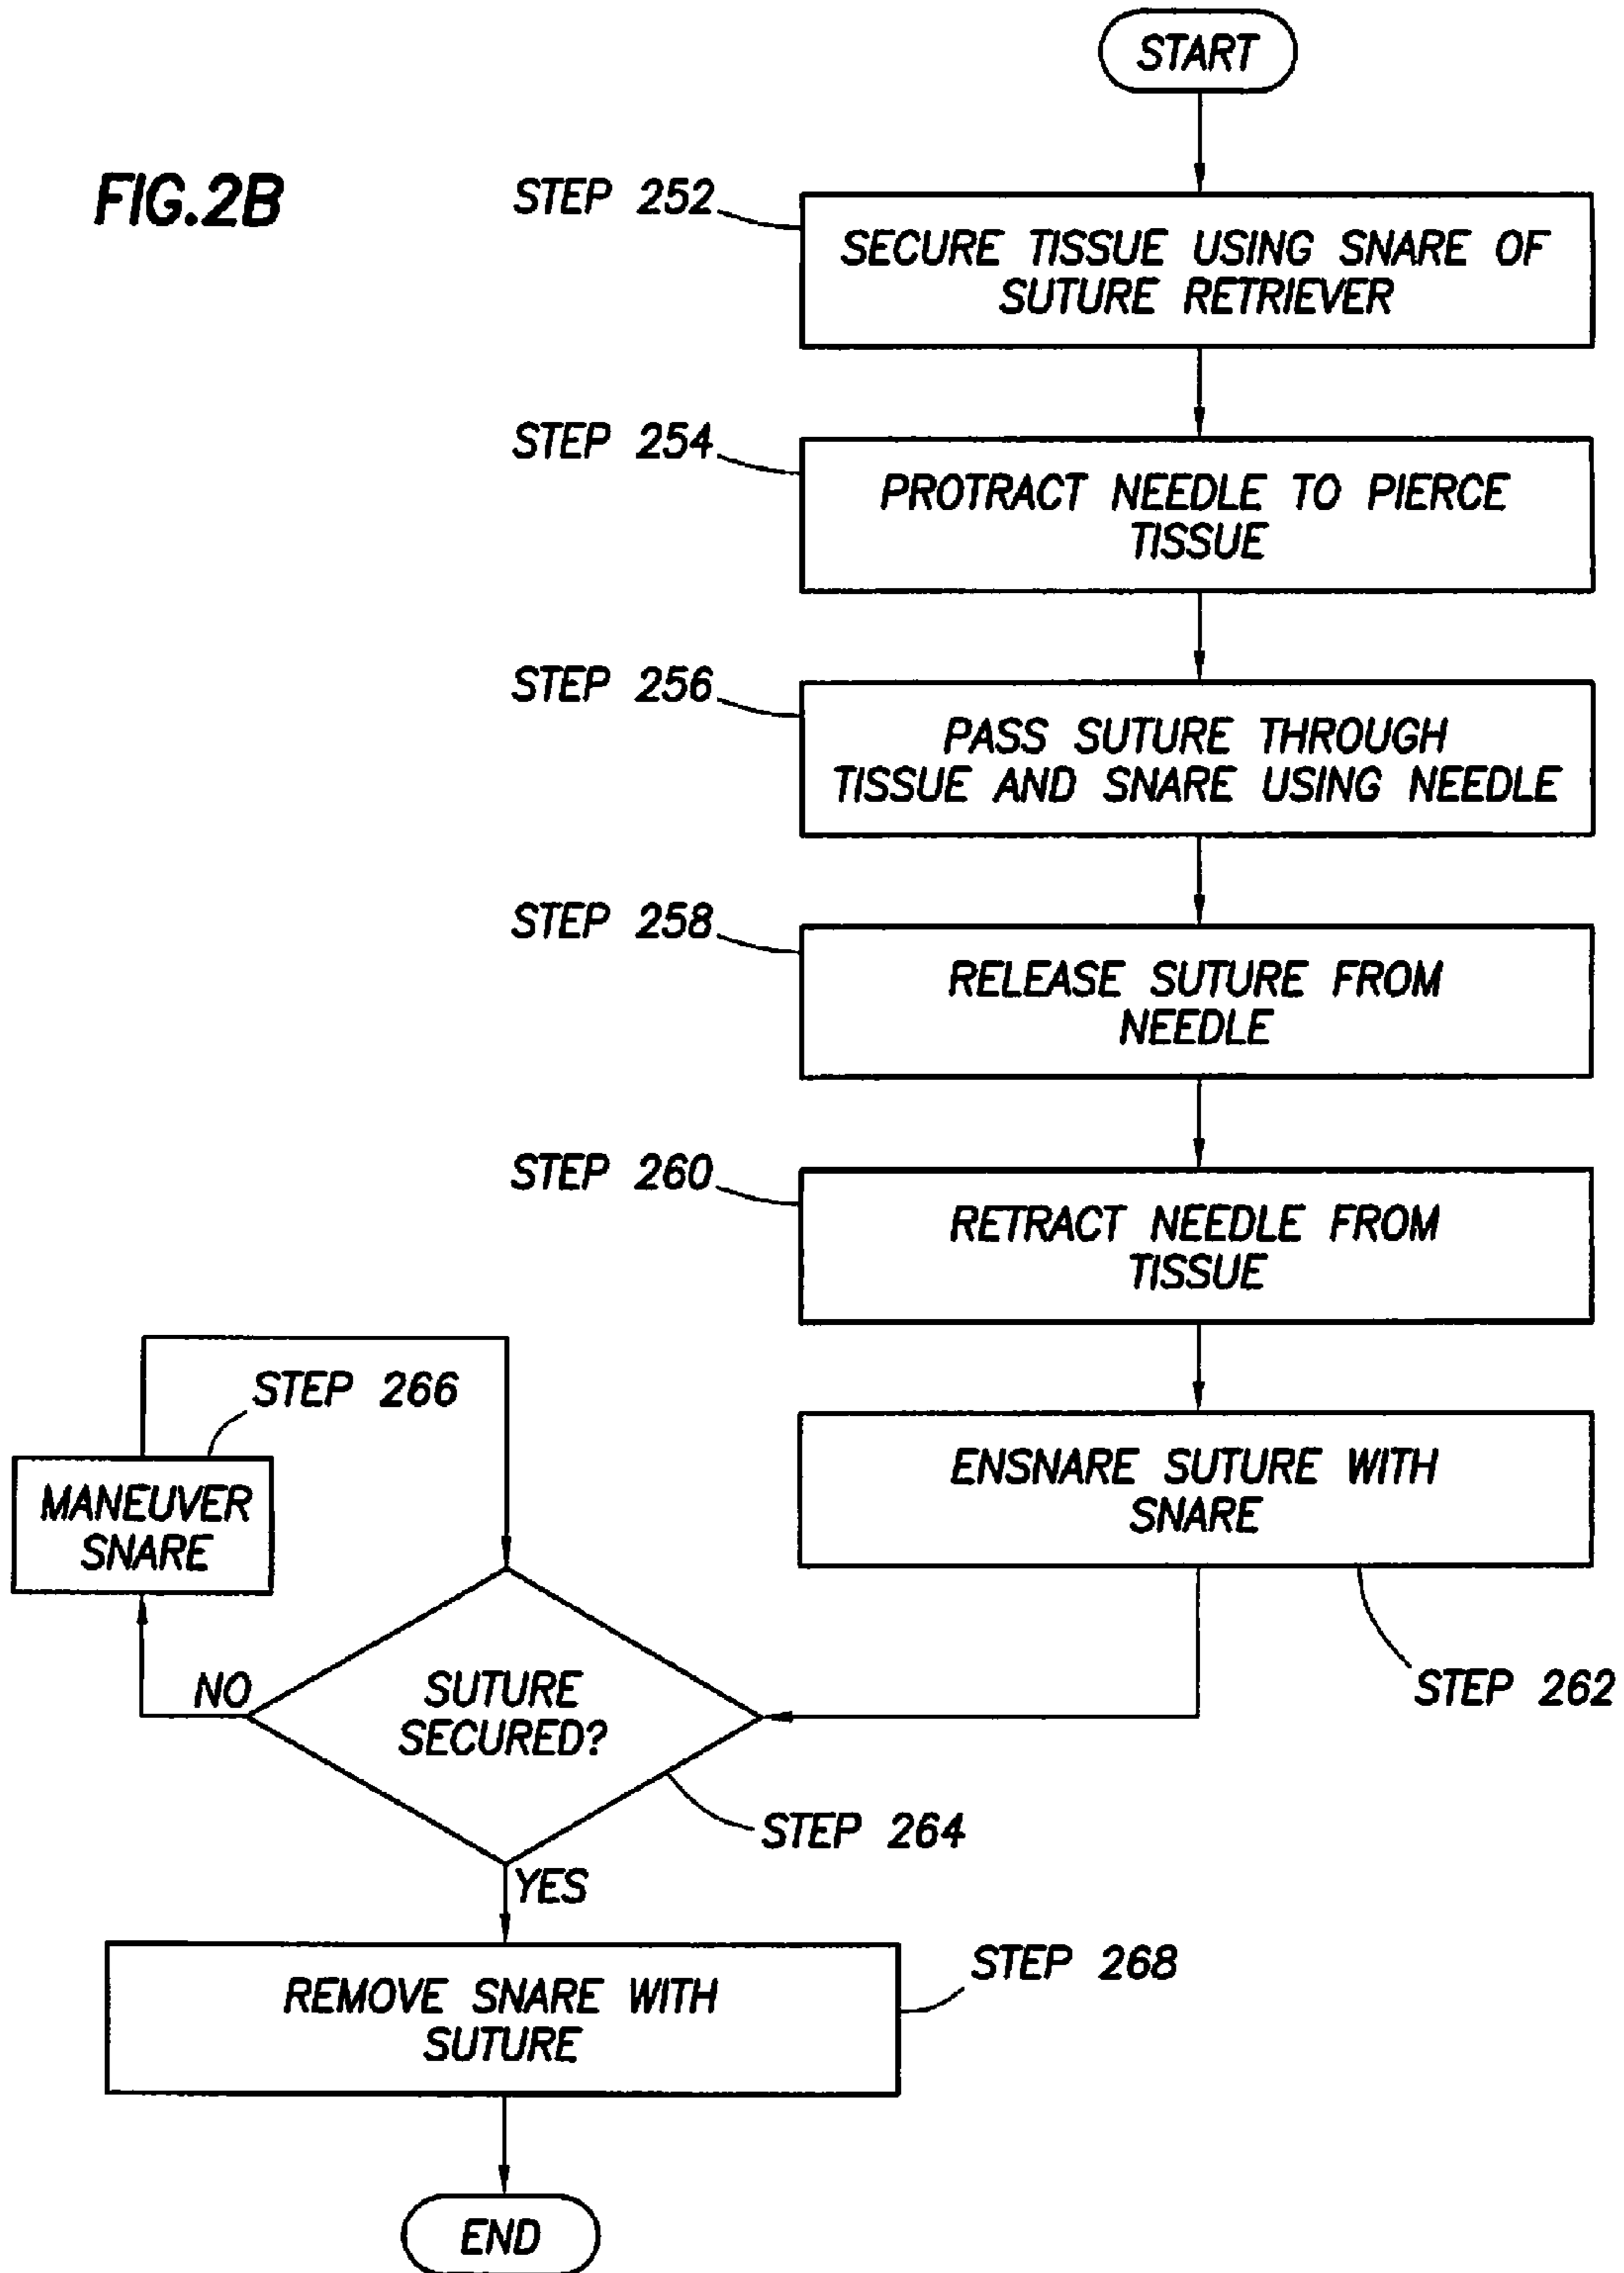 START
FIG.2B
STEP 252
SECURE TISSUE USING SNARE OF
SUTURE RETRIEVER
STEP 254
PROTRACT NEEDLE TO PIERCE
TISSUE
STEP 256
PASS SUTURE THROUGH
TISSUE AND SNARE USING NEEDLE
STEP 258
RELEASE SUTURE FROM
NEEDLE
STEP 260
RETRACT NEEDLE FROM
TISSUE
ENSNARE SUTURE WITH
SNARE
STEP 262
STEP 266
MANEUVER
SNARE
NO
SUTURE
SECURED?
STEP 264
YES
REMOVE SNARE WITH
SUTURE
STEP 268
END